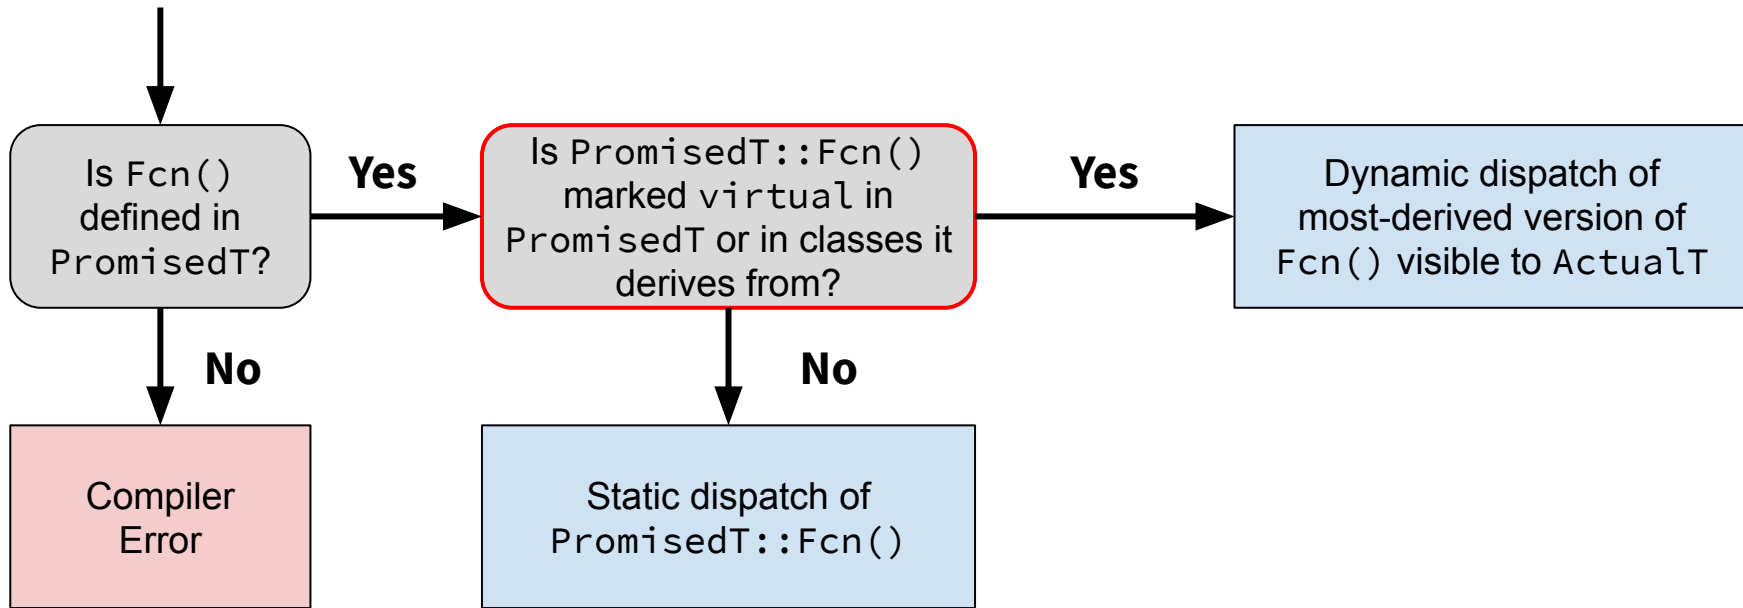 Is Fcn()
defined in
PromisedT?
Yes
Is PromisedT::Fcn()
marked virtual in
PromisedT or in classes it
derives from?
Yes
Dynamic dispatch of
most-derived version of
Fcn() visible to ActualT
No
No
Compiler
Error
Static dispatch of
PromisedT::Fcn()